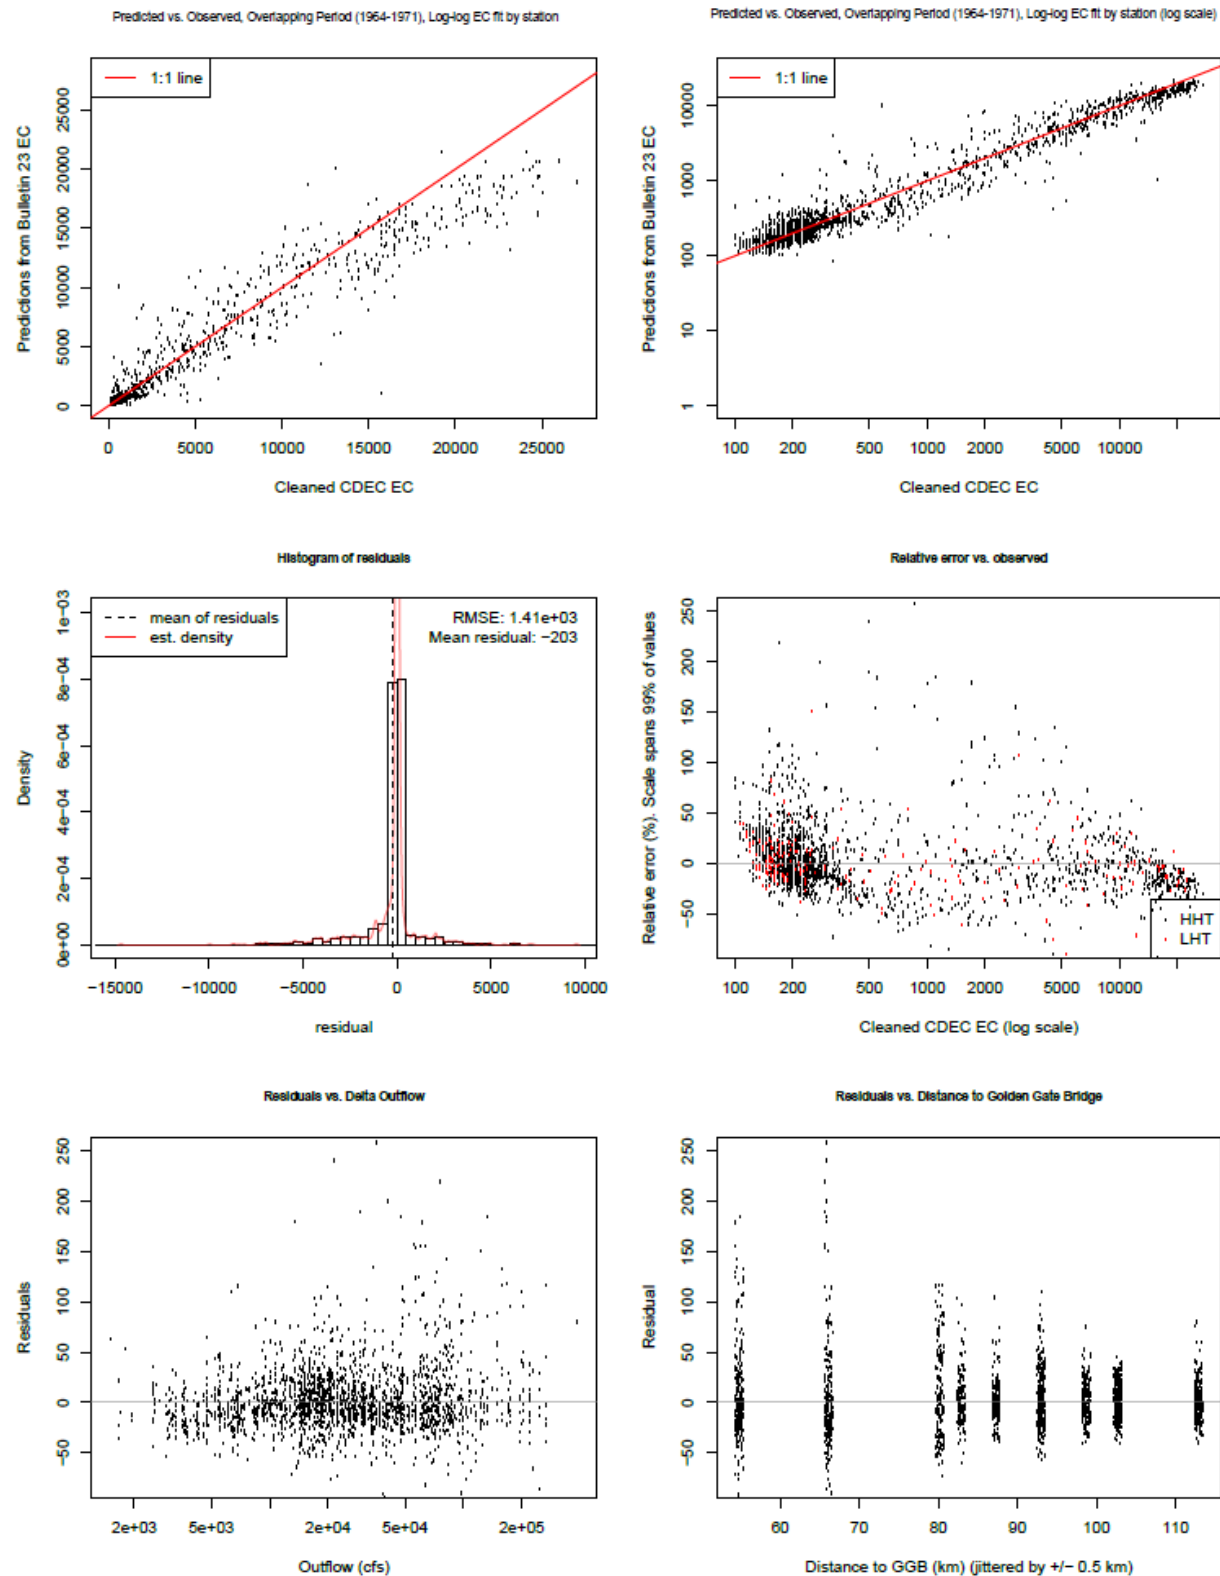 Predicted vs. Observed, Overlapping Period (1964-1971), Log-log EC fit by station
1:1 line
Predictions from Bulletin 23 EC
0 5000 10000 15000 20000 25000
0 5000 10000 15000 20000 25000
Cleaned CDEC EC
Predicted vs. Observed, Overlapping Period (1964-1971), Log-log EC fit by station (log scale)
1:1 line
Predictions from Bulletin 23 EC
1 10 100 1000 10000
100 200 500 1000 2000 5000 10000
Cleaned CDEC EC
Histogram of residuals
mean of residuals
est. density
RMSE: 1.41e+03
Mean residual: −203
Density
0e+00 2e−04 4e−04 6e−04 8e−04 1e−03
−15000 −10000 −5000 0 5000 10000
residual
Relative error vs. observed
Relative error (%). Scale spans 99% of values
−50 0 50 100 150 200 250
HHT
LHT
100 200 500 1000 2000 5000 10000
Cleaned CDEC EC (log scale)
Residuals vs. Delta Outflow
Residuals
−50 0 50 100 150 200 250
2e+03 5e+03 2e+04 5e+04 2e+05
Outflow (cfs)
Residuals vs. Distance to Golden Gate Bridge
Residual
−50 0 50 100 150 200 250
60 70 80 90 100 110
Distance to GGB (km) (jittered by +/− 0.5 km)